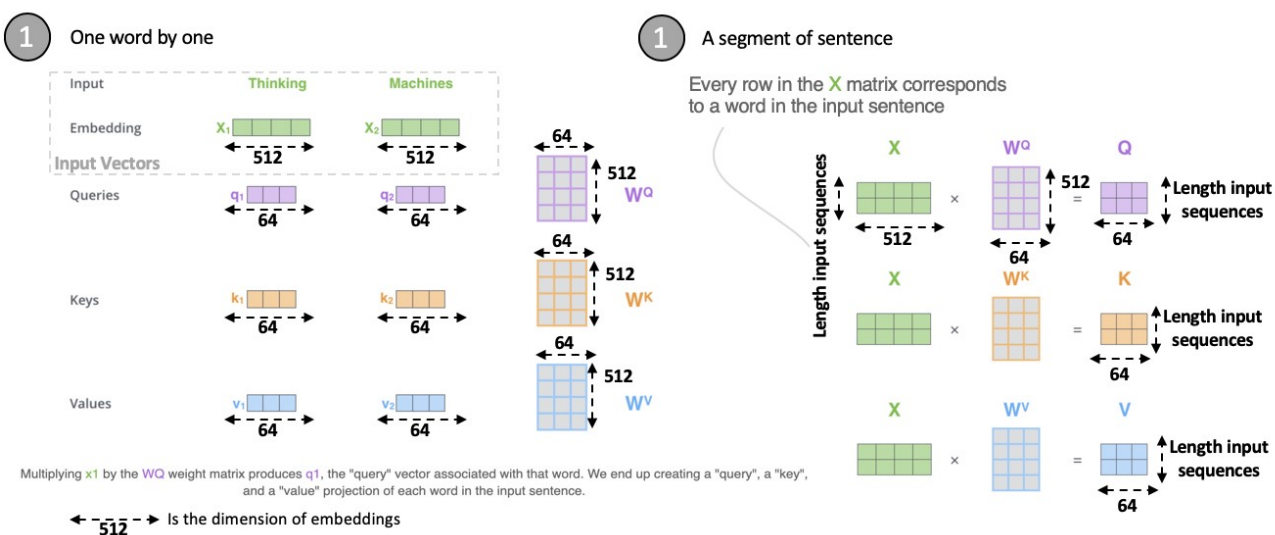 1
One word by one
Input
Thinking
Machines
Embedding
X1
X2
512
512
Input Vectors
Queries
q1
q2
64
64
64
512
WQ
Keys
k1
k2
64
64
64
512
WK
Values
v1
v2
64
64
64
512
WV
Multiplying x1 by the WQ weight matrix produces q1, the "query" vector associated with that word. We end up creating a "query", a "key",
and a "value" projection of each word in the input sentence.
512
Is the dimension of embeddings
1
A segment of sentence
Every row in the X matrix corresponds
to a word in the input sentence
Length input sequences
X
WQ
Q
×
512
=
512
64
64
Length input
sequences
X
WK
K
×
=
64
Length input
sequences
X
WV
V
×
=
64
Length input
sequences